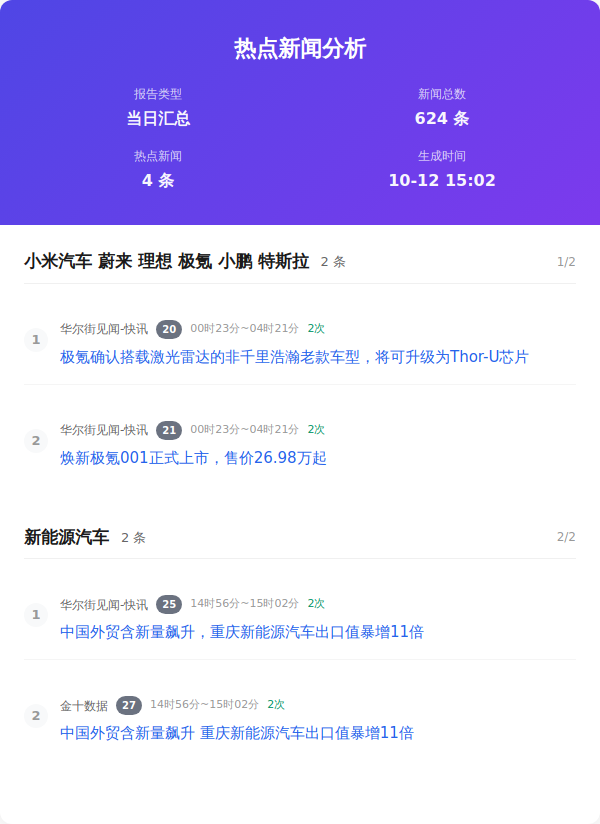 热点新闻分析
报告类型
新闻总数
当日汇总
624 条
热点新闻
生成时间
4 条
10-12 15:02
小米汽车 蔚来 理想 极氪 小鹏 特斯拉 2 条 1/2
1
华尔街见闻-快讯 20 00时23分~04时21分 2次
极氪确认搭载激光雷达的非千里浩瀚老款车型，将可升级为Thor-U芯片
2
华尔街见闻-快讯 21 00时23分~04时21分 2次
焕新极氪001正式上市，售价26.98万起
新能源汽车 2 条 2/2
1
华尔街见闻-快讯 25 14时56分~15时02分 2次
中国外贸含新量飙升，重庆新能源汽车出口值暴增11倍
2
金十数据 27 14时56分~15时02分 2次
中国外贸含新量飙升 重庆新能源汽车出口值暴增11倍